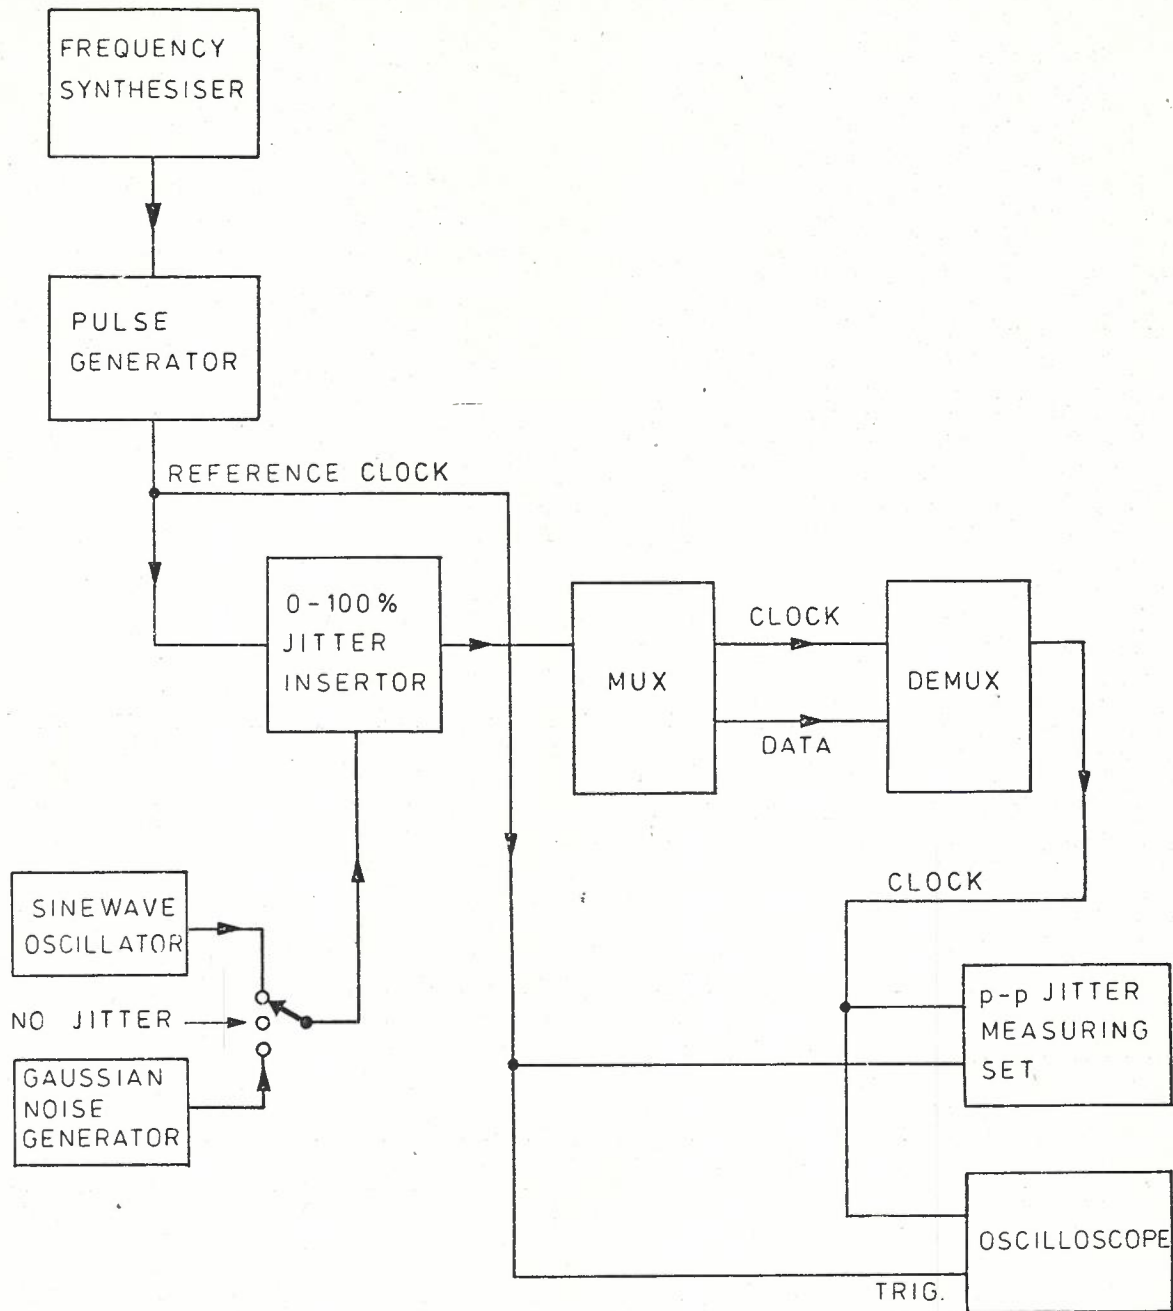 FREQUENCY
SYNTHESISER
PULSE
GENERATOR
REFERENCE CLOCK
0-100%
JITTER
INSERTOR
MUX
CLOCK
DATA
DEMUX
CLOCK
SINEWAVE
OSCILLATOR
NO JITTER
GAUSSIAN
NOISE
GENERATOR
p-p JITTER
MEASURING
SET
OSCILLOSCOPE
TRIG.